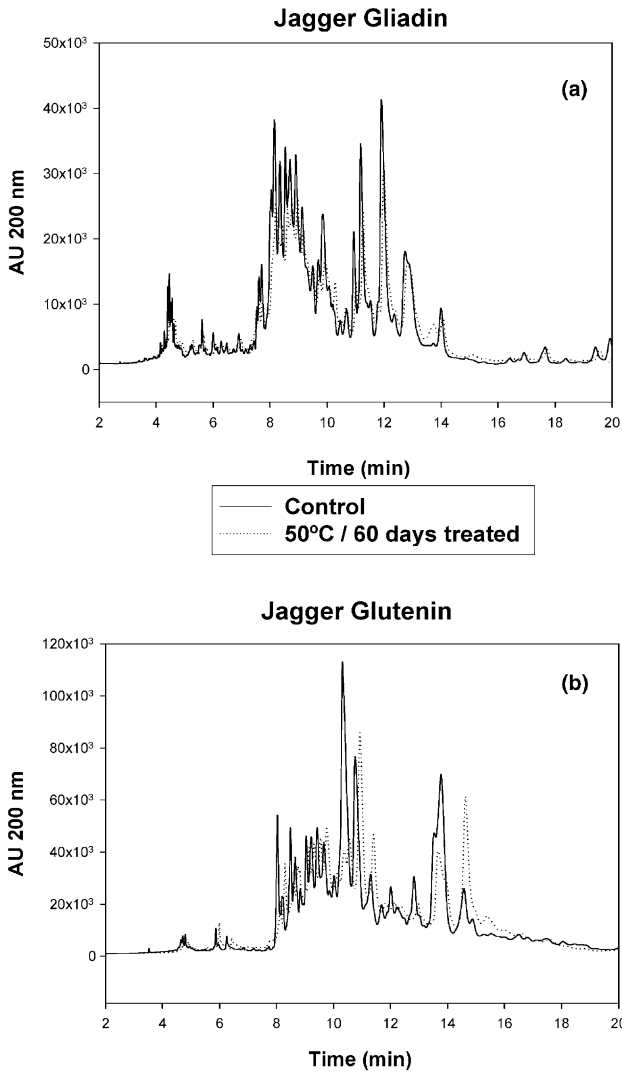 Jagger Gliadin
(a)
50x10³
40x10³
30x10³
20x10³
10x10³
0
AU 200 nm
2 4 6 8 10 12 14 16 18 20
Time (min)
Control
50ºC / 60 days treated
Jagger Glutenin
(b)
120x10³
100x10³
80x10³
60x10³
40x10³
20x10³
0
AU 200 nm
2 4 6 8 10 12 14 16 18 20
Time (min)